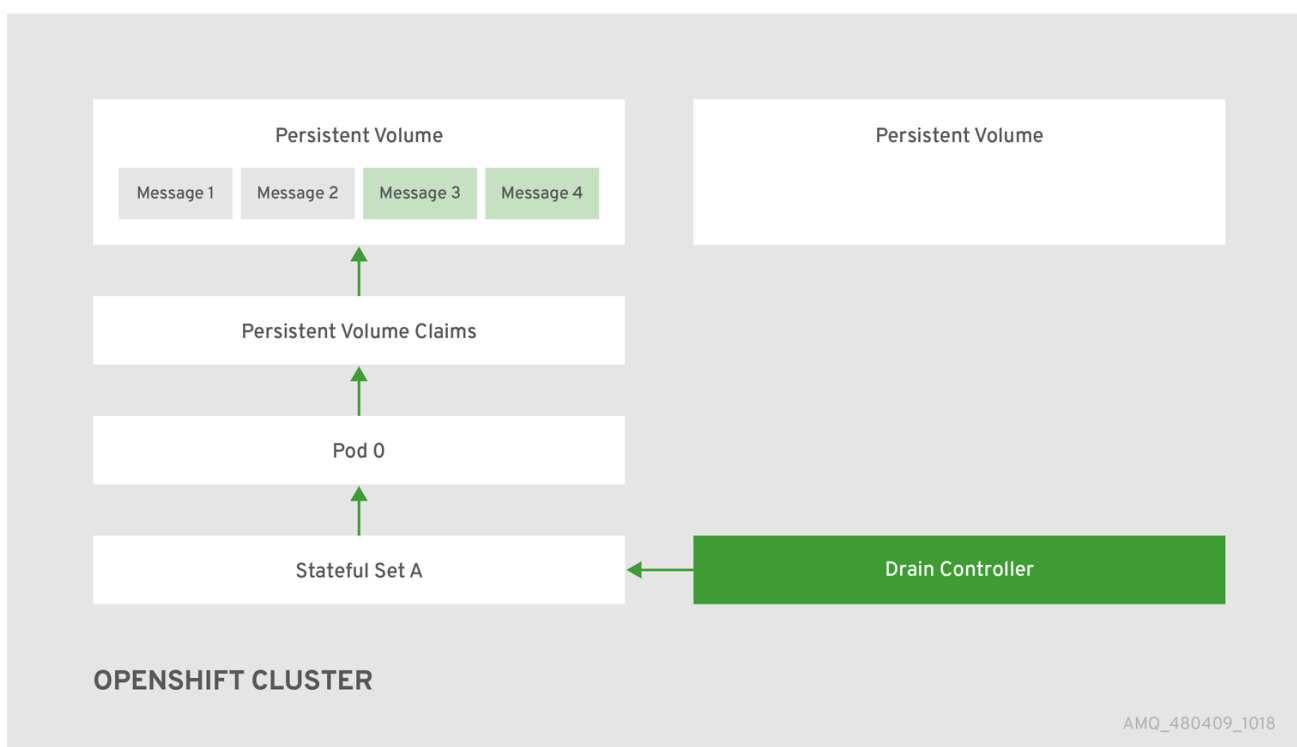 Persistent Volume
Message 1
Message 2
Message 3
Message 4
Persistent Volume
Persistent Volume Claims
Pod 0
Stateful Set A
Drain Controller
OPENSHIFT CLUSTER
AMQ_480409_1018